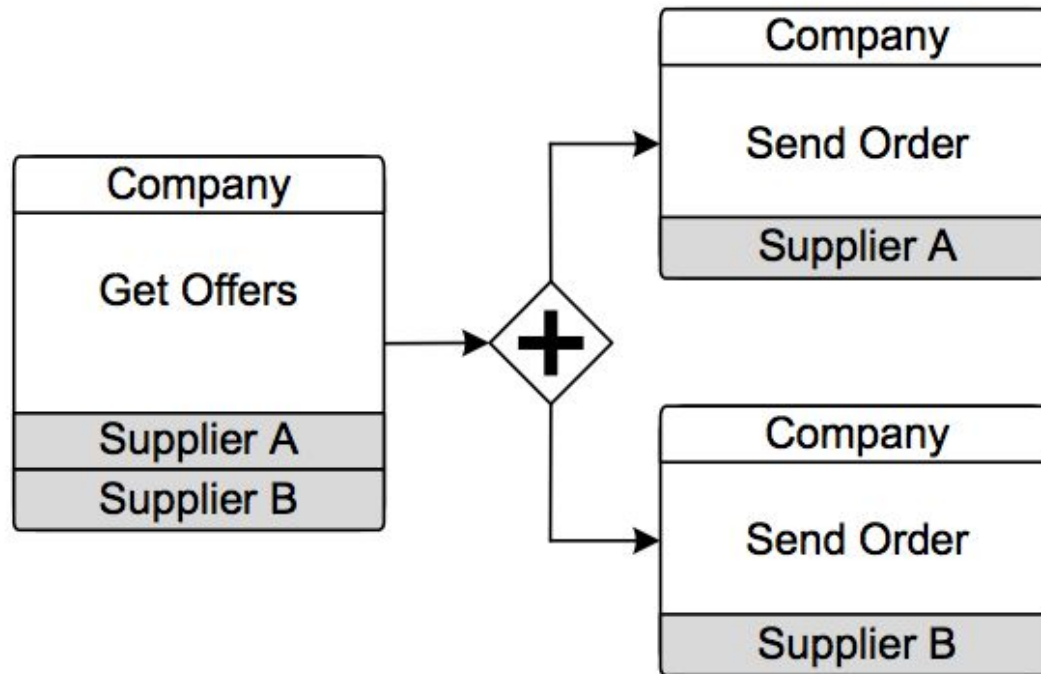 Company
Get Offers
Supplier A
Supplier B
Company
Send Order
Supplier A
Company
Send Order
Supplier B